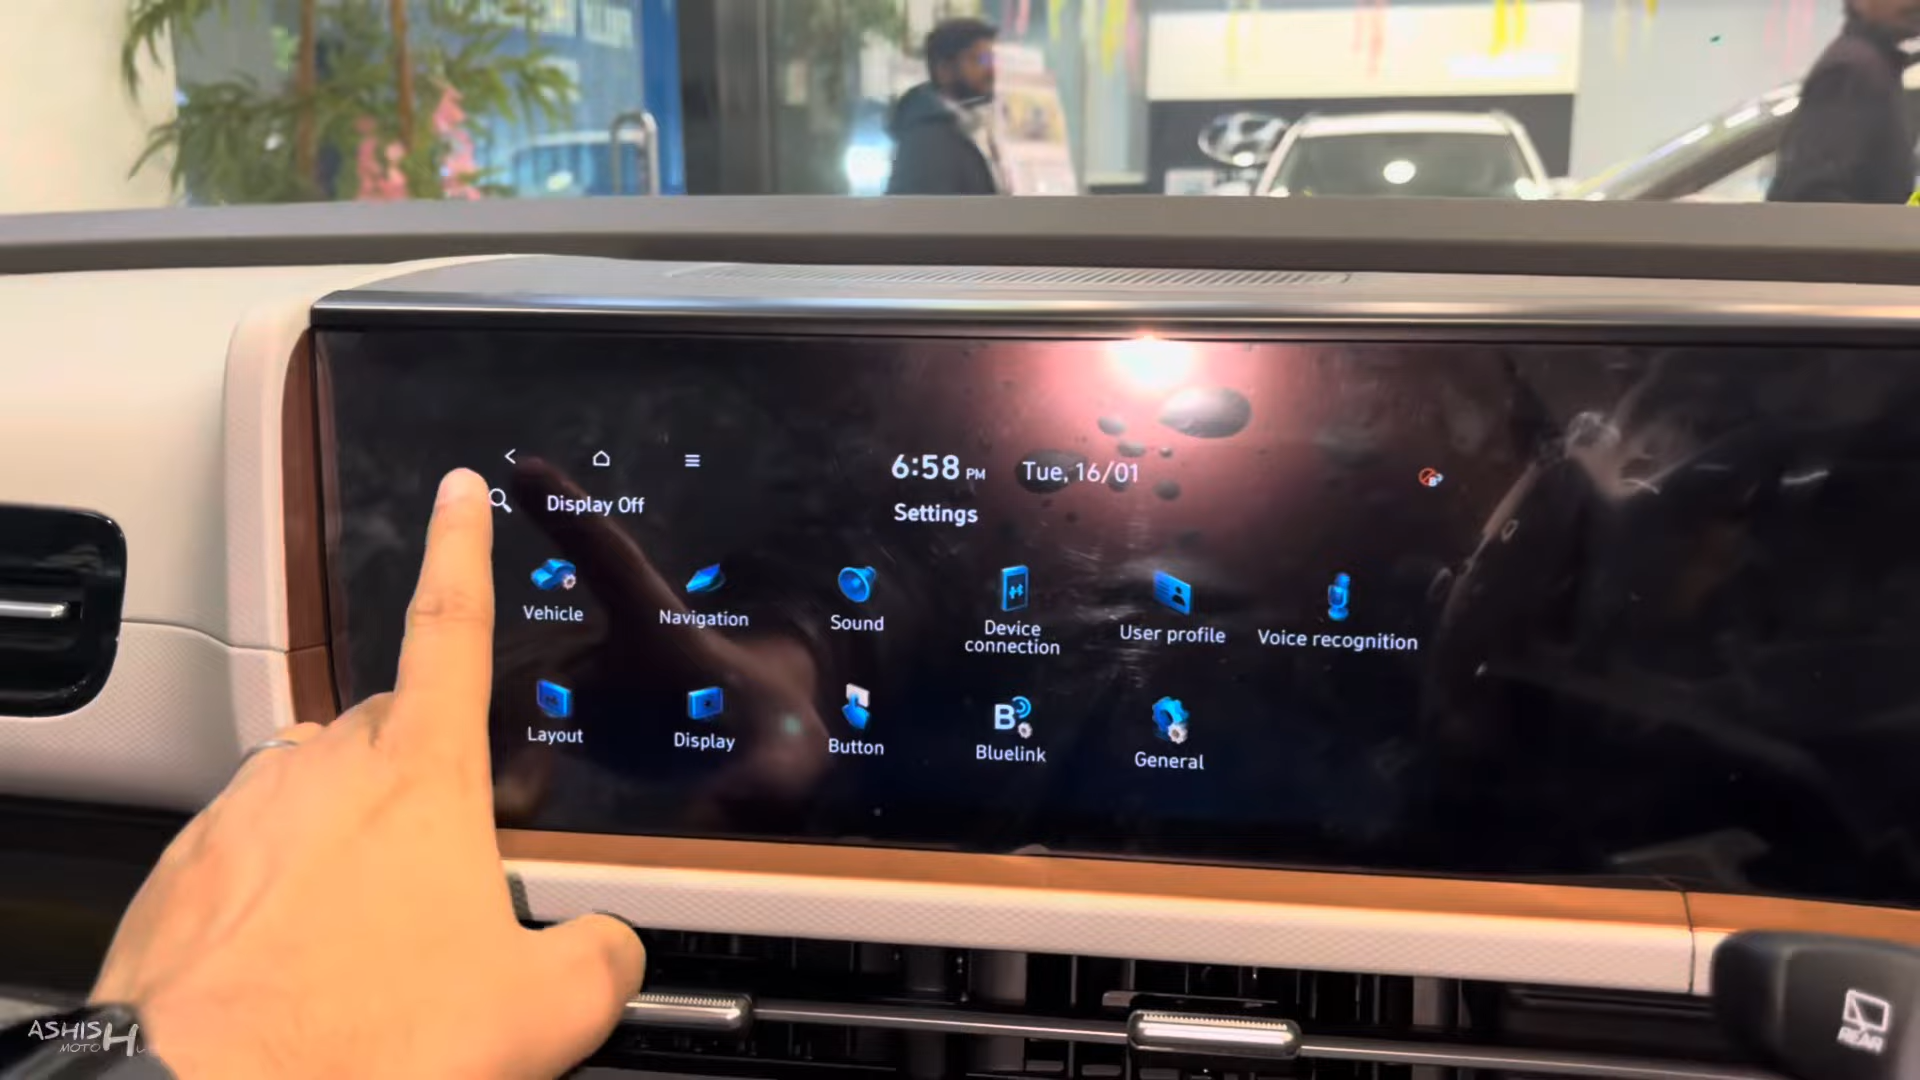 6:58 PM Tue, 16/01
Display Off
Settings
Vehicle
Navigation
Sound
Device
connection
User profile
Voice recognition
Layout
Display
Button
B
Bluelink
General
REAR
ASHISH
MOTO